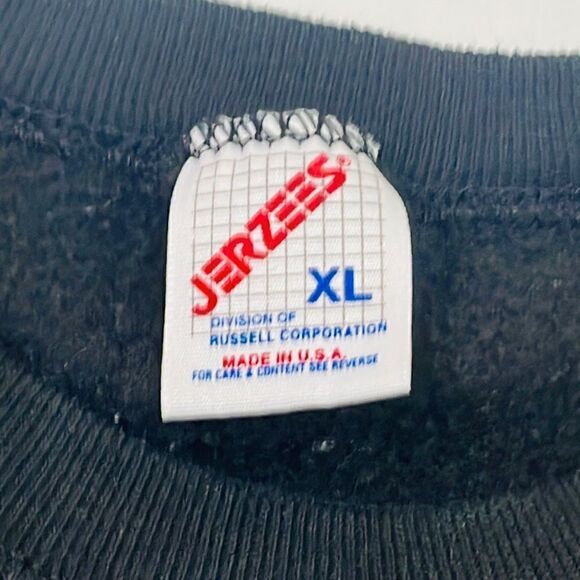 JERZEES®
XL
DIVISION OF
RUSSELL CORPORATION
MADE IN U.S.A.
FOR CARE & CONTENT SEE REVERSE